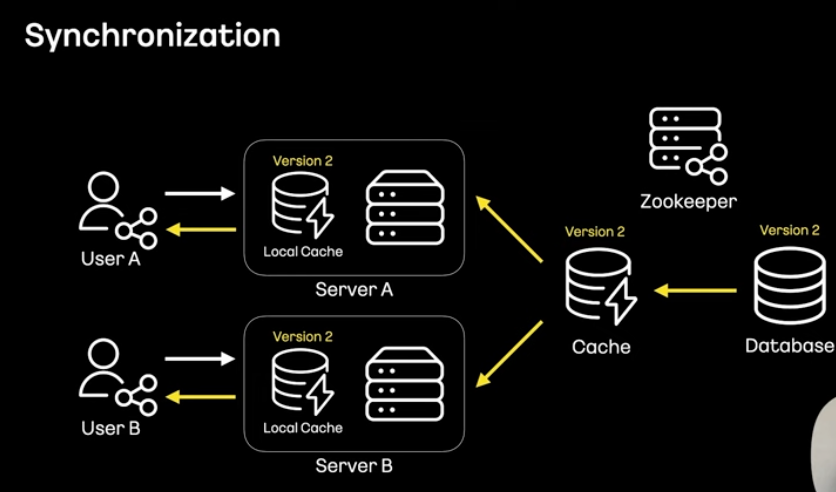 Synchronization
Zookeeper
Version 2
Local Cache
Server A
User A
Version 2
Cache
Version 2
Database
Version 2
Local Cache
Server B
User B